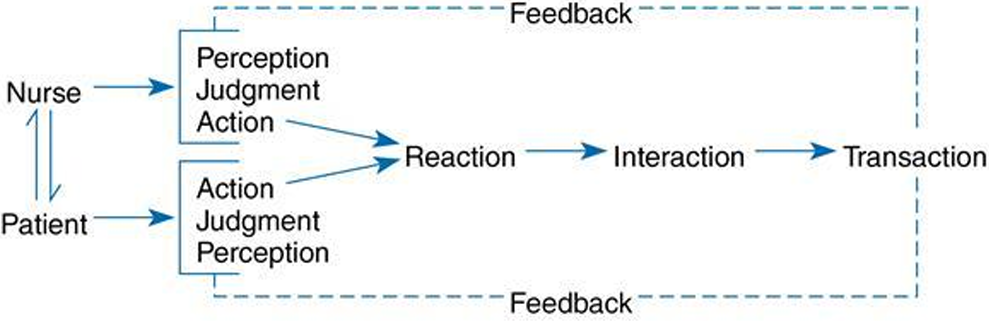 Feedback
Nurse
Perception
Judgment
Action
Reaction
Interaction
Transaction
Patient
Action
Judgment
Perception
Feedback